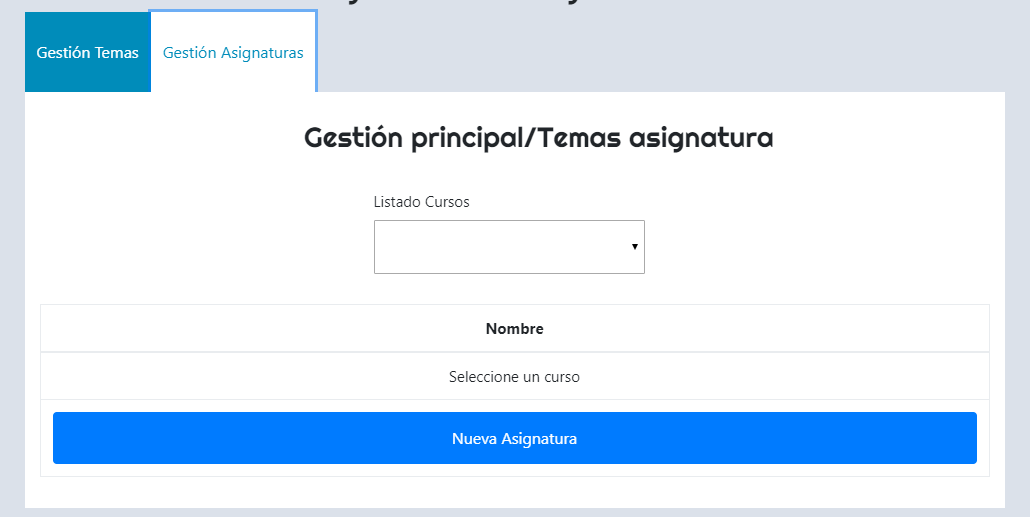 Gestión Temas
Gestión Asignaturas
Gestión principal/Temas asignatura
Listado Cursos
Nombre
Seleccione un curso
Nueva Asignatura